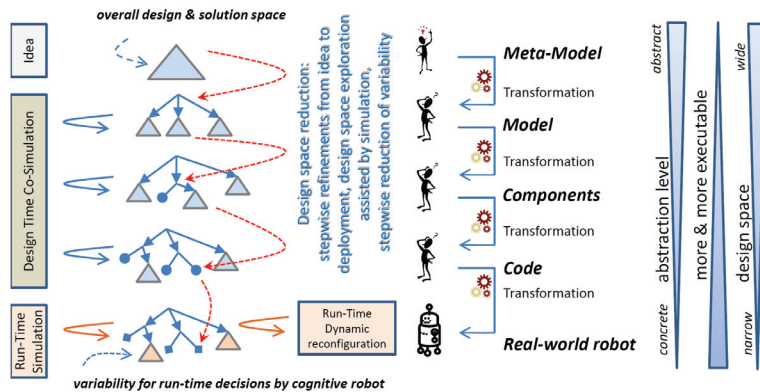 overall design & solution space
Idea
Design Time Co-Simulation
Run-Time
Simulation
Design space reduction:
stepwise refinements from idea to
deployment, design space exploration
assisted by simulation,
stepwise reduction of variability
Run-Time
Dynamic
reconfiguration
variability for run-time decisions by cognitive robot
Meta-Model
Transformation
Model
Transformation
Components
Transformation
Code
Transformation
Real-world robot
abstract
abstraction level
concrete
more & more executable
wide
design space
narrow